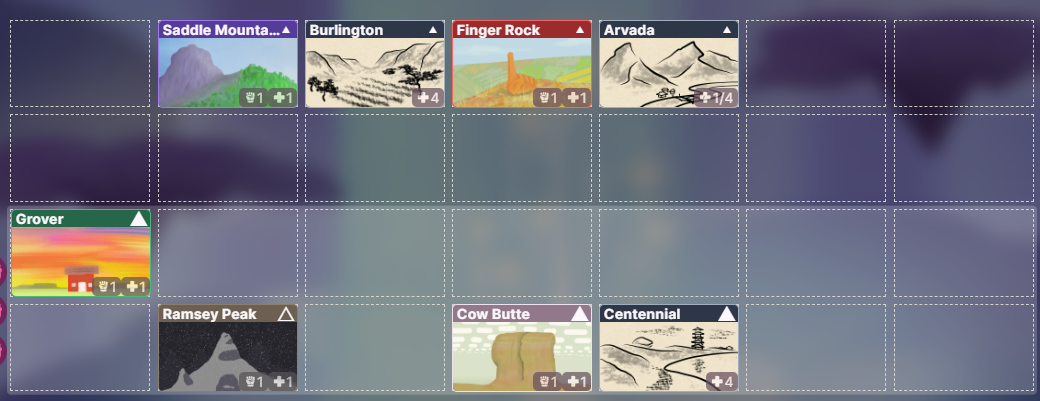 Saddle Mounta...
Burlington
Finger Rock
Arvada
1 1
4
1 1
1/4
Grover
1 1
Ramsey Peak
Cow Butte
Centennial
1 1
1 1
4